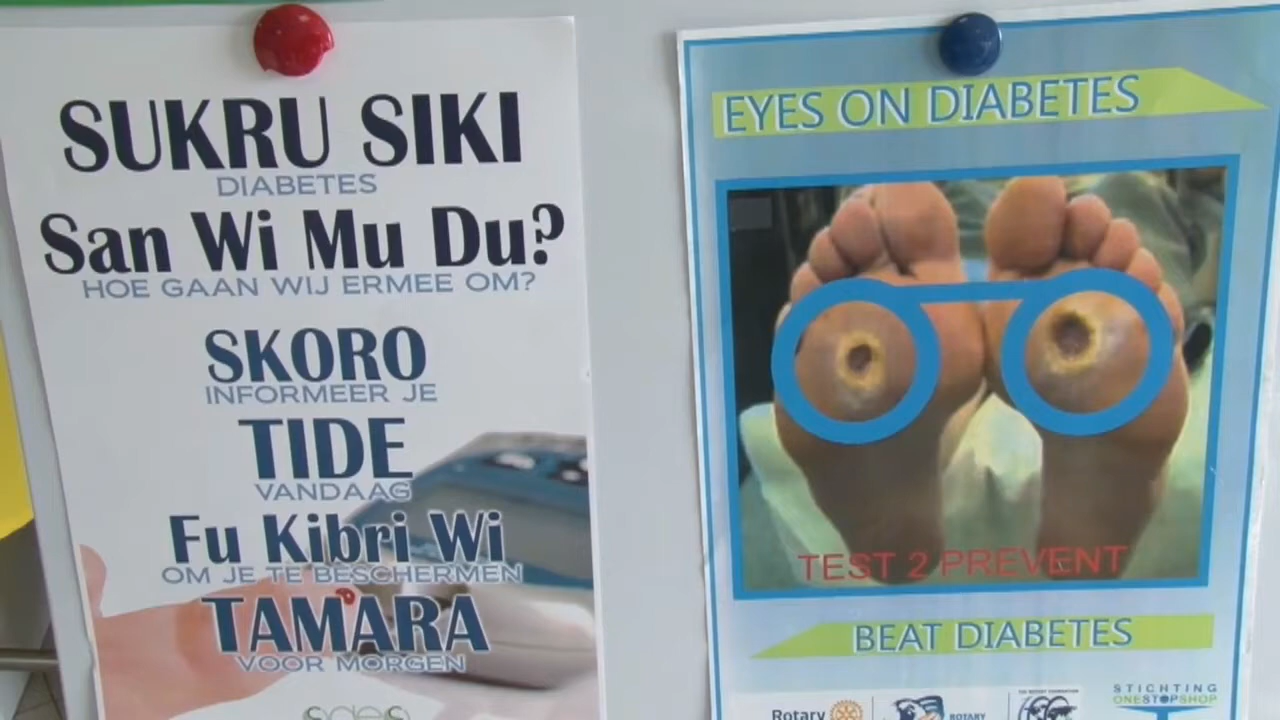 SUKRU SIKI
DIABETES
San Wi Mu Du?
HOE GAAN WIJ ERMEE OM?
SKORO
INFORMEER JE
TIDE
VANDAAG
Fu Kibri Wi
OM JE TE BESCHERMEN
TAMARA
VOOR MORGEN
EYES ON DIABETES
TEST 2 PREVENT
BEAT DIABETES
Rotary
ROTARY
THE ROTARY FOUNDATION
STICHTING
ONESTOPSHOP